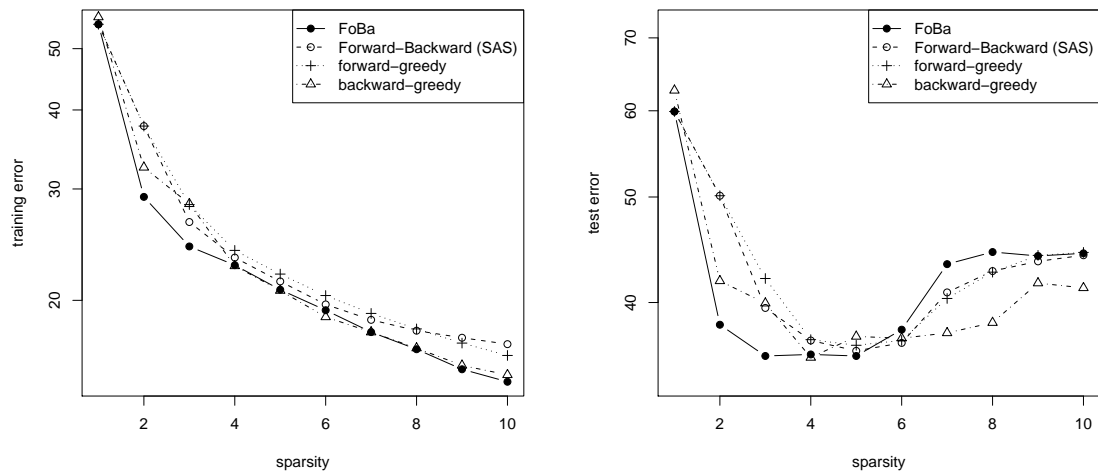 FoBa
Forward−Backward (SAS)
forward−greedy
backward−greedy
50
40
30
20
training error
2 4 6 8 10
sparsity
FoBa
Forward−Backward (SAS)
forward−greedy
backward−greedy
70
60
50
40
test error
2 4 6 8 10
sparsity